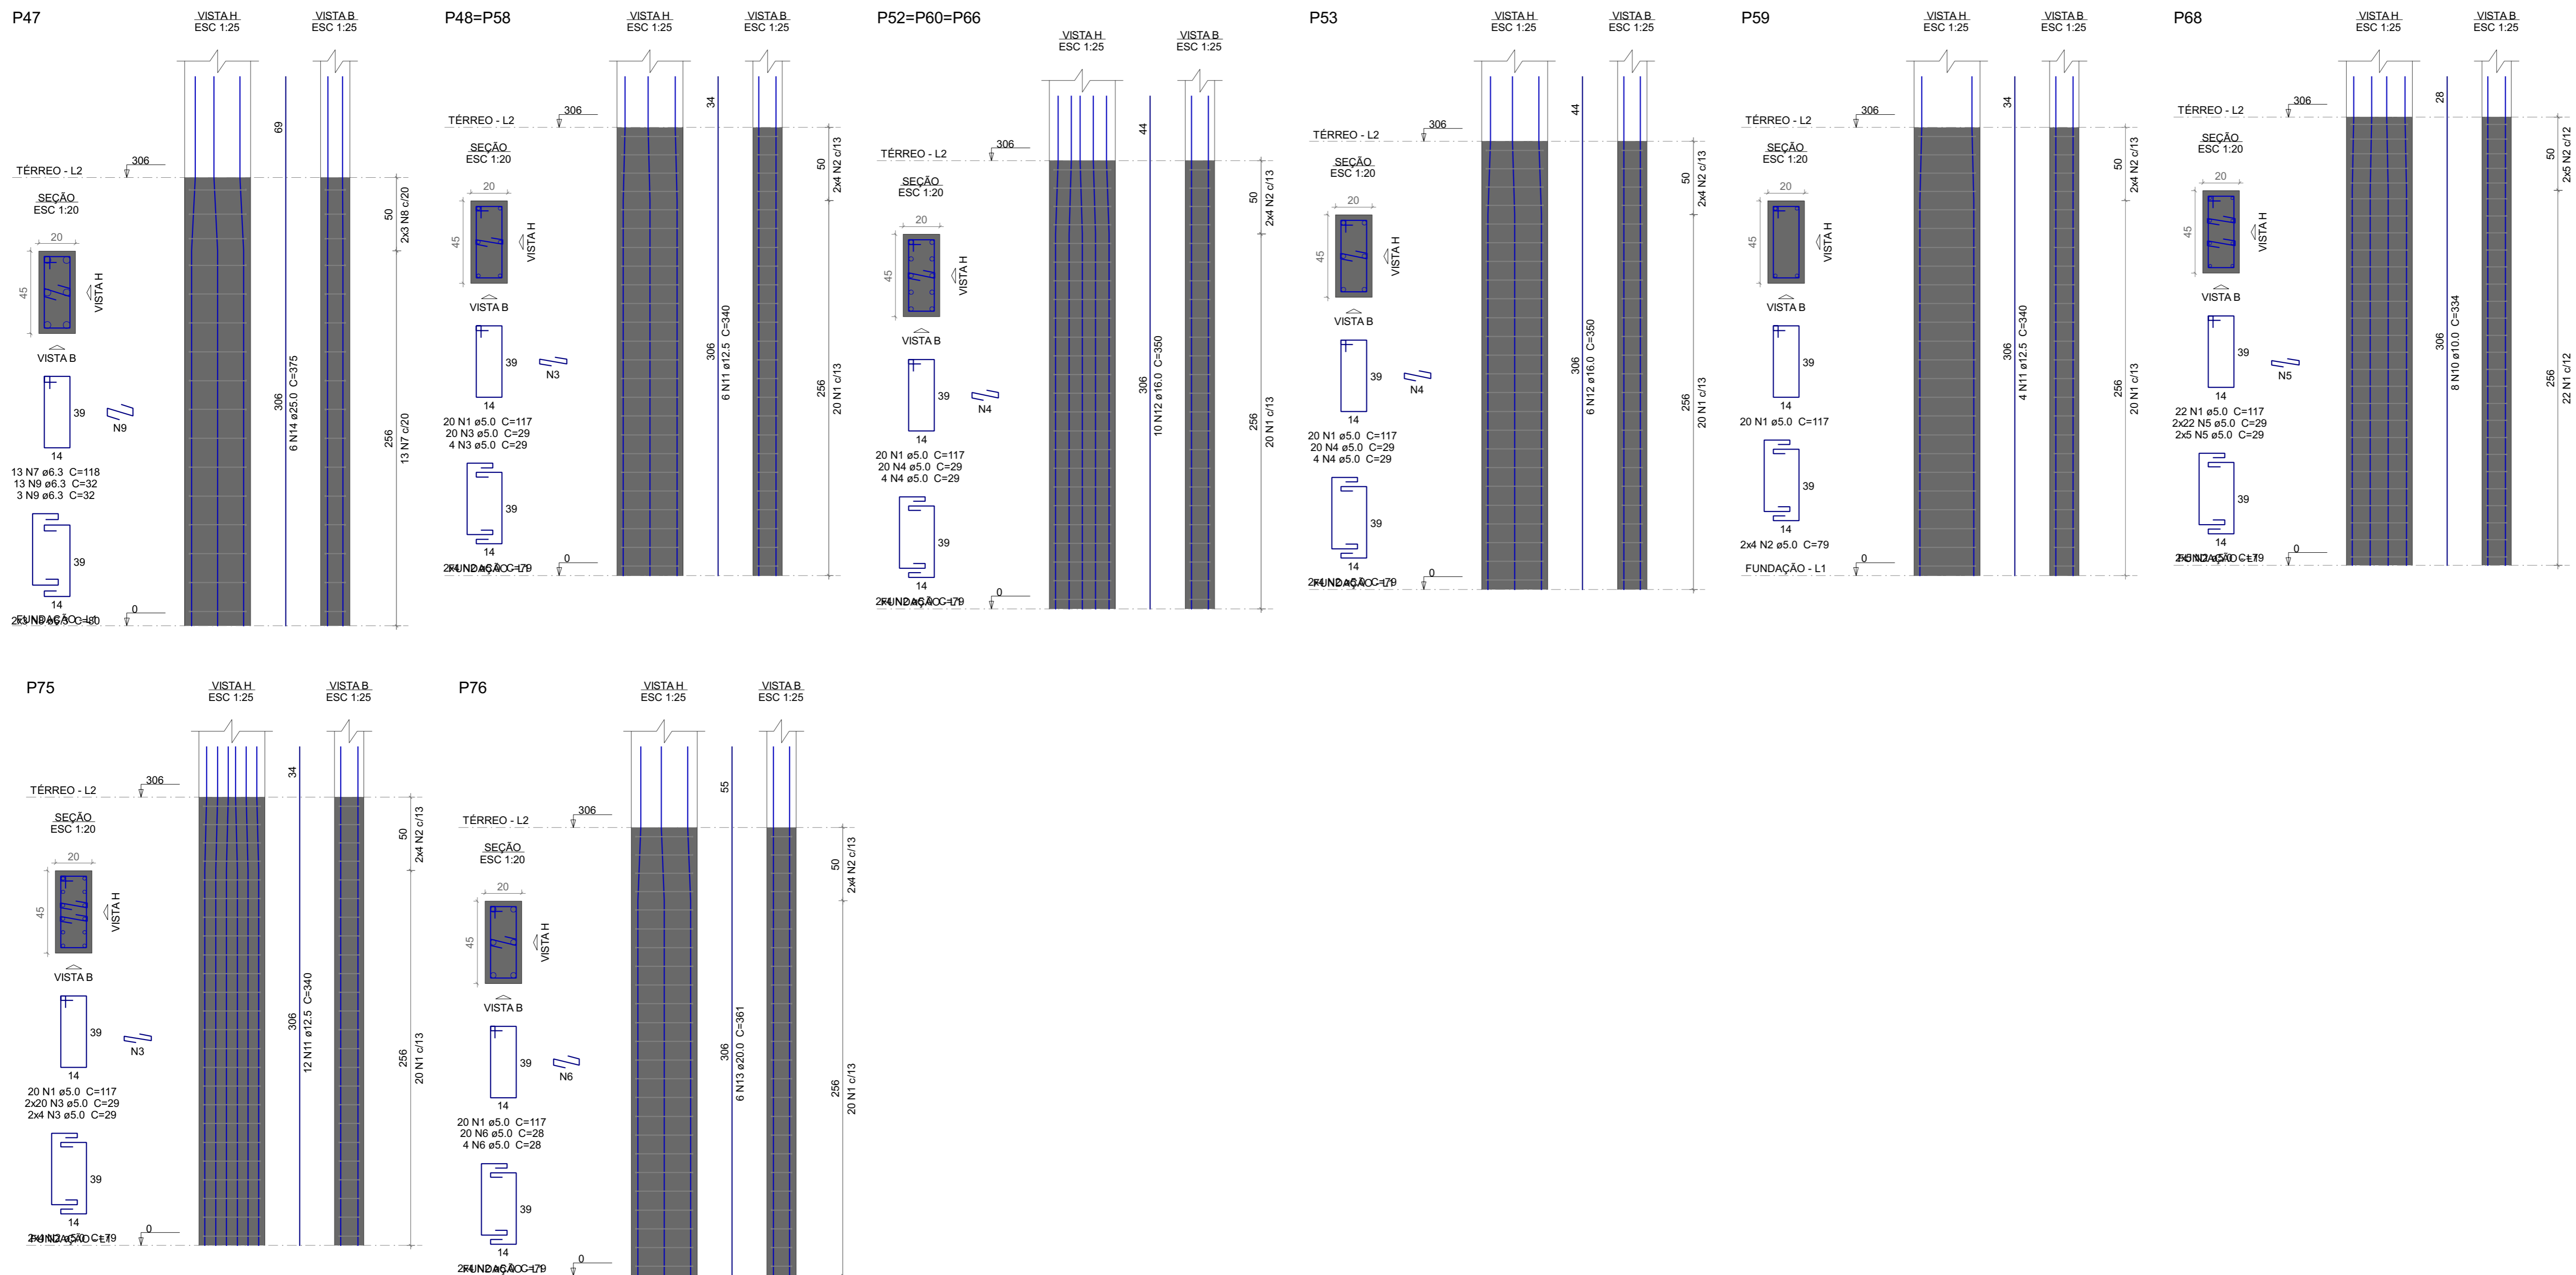 P47
VISTA H
ESC 1:25
VISTA B
ESC 1:25
69
TÉRREO - L2
306
SEÇÃO
ESC 1:20
20
45
VISTA H
VISTA B
39
14
N9
13 N7 ø6.3 C=118
13 N9 ø6.3 C=32
3 N9 ø6.3 C=32
39
14
0
306
6 N14 ø25.0 C=375
50
2x3 N8 c/20
256
13 N7 c/20
P48=P58
VISTA H
ESC 1:25
VISTA B
ESC 1:25
34
TÉRREO - L2
306
SEÇÃO
ESC 1:20
20
45
VISTA H
VISTA B
39
14
N3
20 N1 ø5.0 C=117
20 N3 ø5.0 C=29
4 N3 ø5.0 C=29
39
14
0
306
6 N11 ø12.5 C=340
50
2x4 N2 c/13
256
20 N1 c/13
P52=P60=P66
VISTA H
ESC 1:25
VISTA B
ESC 1:25
44
TÉRREO - L2
306
SEÇÃO
ESC 1:20
20
45
VISTA H
VISTA B
39
14
N4
20 N1 ø5.0 C=117
20 N4 ø5.0 C=29
4 N4 ø5.0 C=29
39
14
0
306
10 N12 ø16.0 C=350
50
2x4 N2 c/13
256
20 N1 c/13
P53
VISTA H
ESC 1:25
VISTA B
ESC 1:25
44
TÉRREO - L2
306
SEÇÃO
ESC 1:20
20
45
VISTA H
VISTA B
39
14
N4
20 N1 ø5.0 C=117
20 N4 ø5.0 C=29
4 N4 ø5.0 C=29
39
14
0
306
6 N12 ø16.0 C=350
50
2x4 N2 c/13
256
20 N1 c/13
P59
VISTA H
ESC 1:25
VISTA B
ESC 1:25
34
TÉRREO - L2
306
SEÇÃO
ESC 1:20
20
45
VISTA H
VISTA B
39
14
20 N1 ø5.0 C=117
39
14
2x4 N2 ø5.0 C=79
FUNDAÇÃO - L1
0
306
4 N11 ø12.5 C=340
50
2x4 N2 c/13
256
20 N1 c/13
P68
VISTA H
ESC 1:25
VISTA B
ESC 1:25
28
TÉRREO - L2
306
SEÇÃO
ESC 1:20
20
45
VISTA H
VISTA B
39
14
N5
22 N1 ø5.0 C=117
2x22 N5 ø5.0 C=29
2x5 N5 ø5.0 C=29
39
14
0
306
8 N10 ø10.0 C=334
50
2x5 N2 c/12
256
22 N1 c/12
P75
VISTA H
ESC 1:25
VISTA B
ESC 1:25
34
TÉRREO - L2
306
SEÇÃO
ESC 1:20
20
45
VISTA H
VISTA B
39
14
N3
20 N1 ø5.0 C=117
2x20 N3 ø5.0 C=29
2x4 N3 ø5.0 C=29
39
14
0
306
12 N11 ø12.5 C=340
50
2x4 N2 c/13
256
20 N1 c/13
P76
VISTA H
ESC 1:25
VISTA B
ESC 1:25
55
TÉRREO - L2
306
SEÇÃO
ESC 1:20
20
45
VISTA H
VISTA B
39
14
N6
20 N1 ø5.0 C=117
20 N6 ø5.0 C=28
4 N6 ø5.0 C=28
39
14
0
306
6 N13 ø20.0 C=361
50
2x4 N2 c/13
256
20 N1 c/13